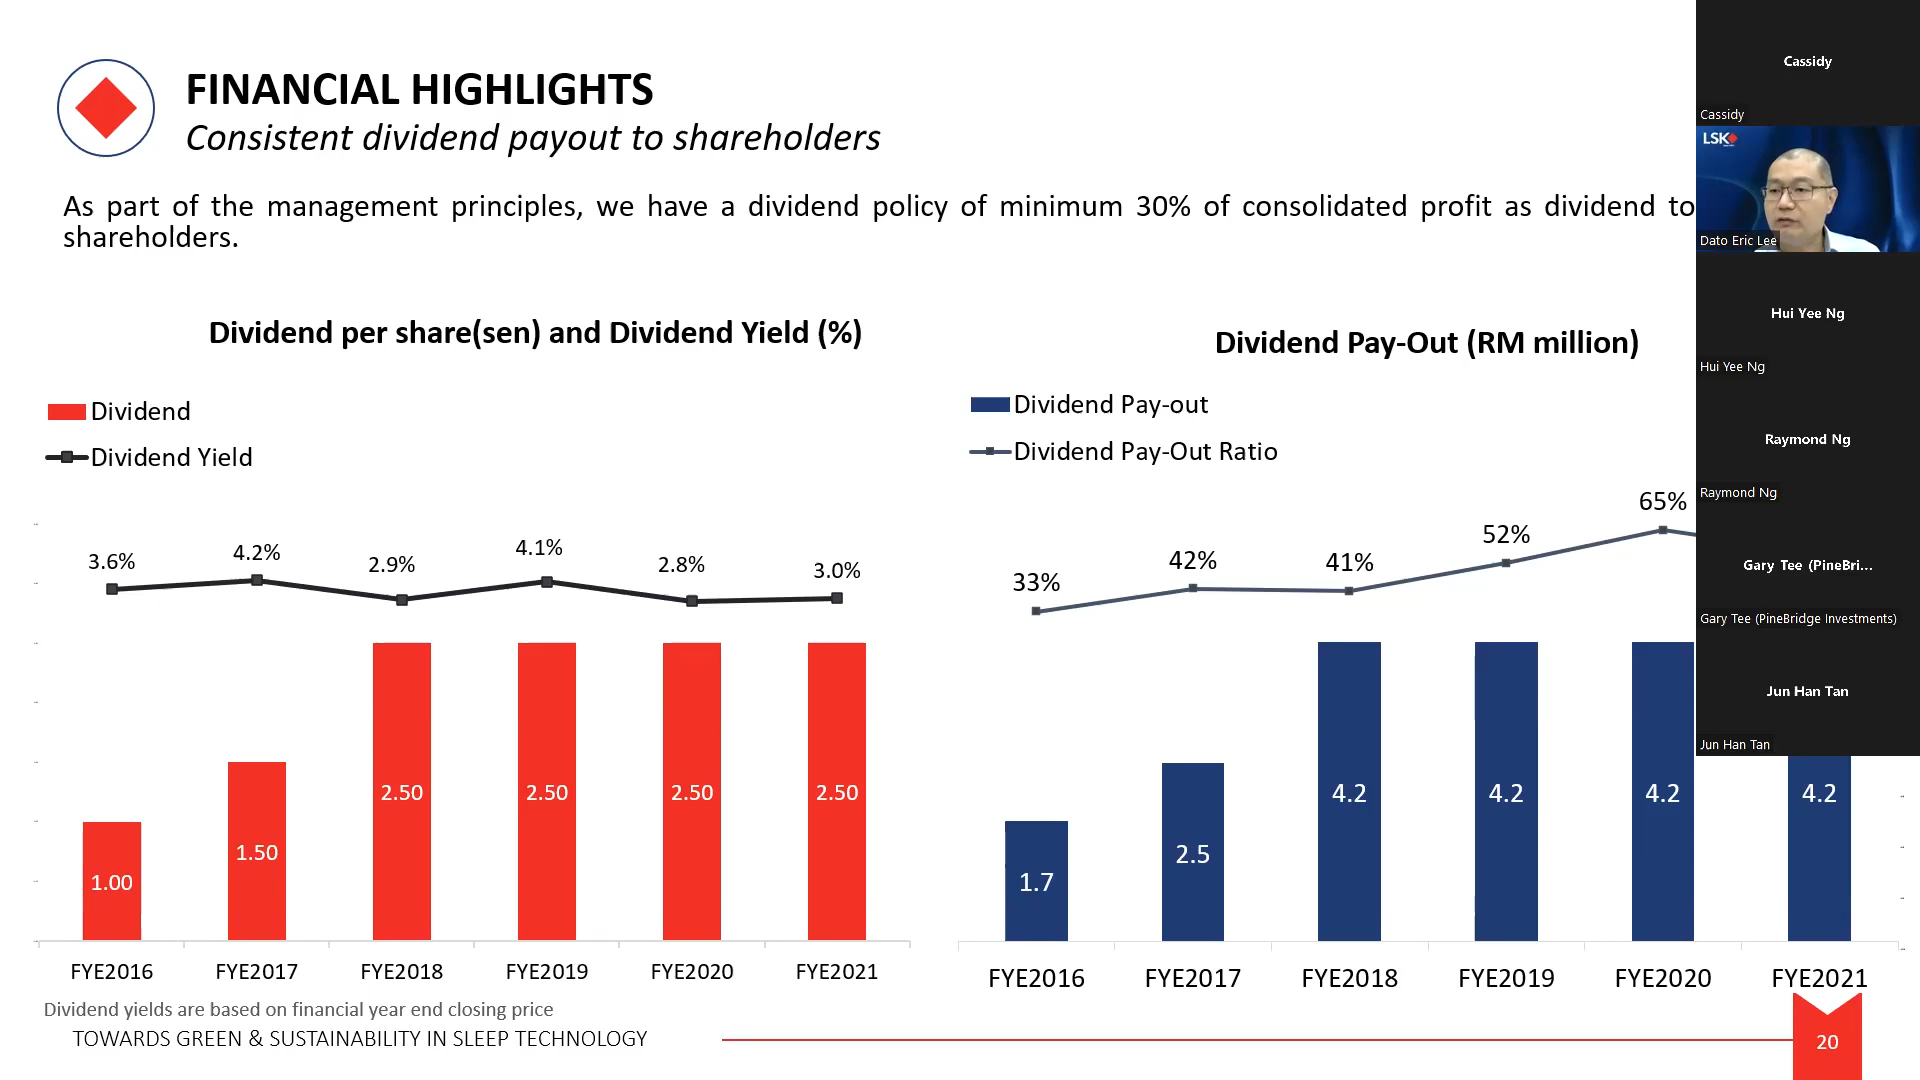 FINANCIAL HIGHLIGHTS
Consistent dividend payout to shareholders
As part of the management principles, we have a dividend policy of minimum 30% of consolidated profit as dividend to
shareholders.
Dividend per share(sen) and Dividend Yield (%)
Dividend
Dividend Yield
3.6%
4.2%
2.9%
4.1%
2.8%
3.0%
1.00
1.50
2.50
2.50
2.50
2.50
FYE2016
FYE2017
FYE2018
FYE2019
FYE2020
FYE2021
Dividend yields are based on financial year end closing price
Dividend Pay-Out (RM million)
Dividend Pay-out
Dividend Pay-Out Ratio
33%
42%
41%
52%
65%
1.7
2.5
4.2
4.2
4.2
4.2
FYE2016
FYE2017
FYE2018
FYE2019
FYE2020
FYE2021
TOWARDS GREEN & SUSTAINABILITY IN SLEEP TECHNOLOGY
20
Cassidy
Cassidy
LSK
Dato Eric Lee
Hui Yee Ng
Hui Yee Ng
Raymond Ng
Raymond Ng
Gary Tee (PineBri...
Gary Tee (PineBridge Investments)
Jun Han Tan
Jun Han Tan